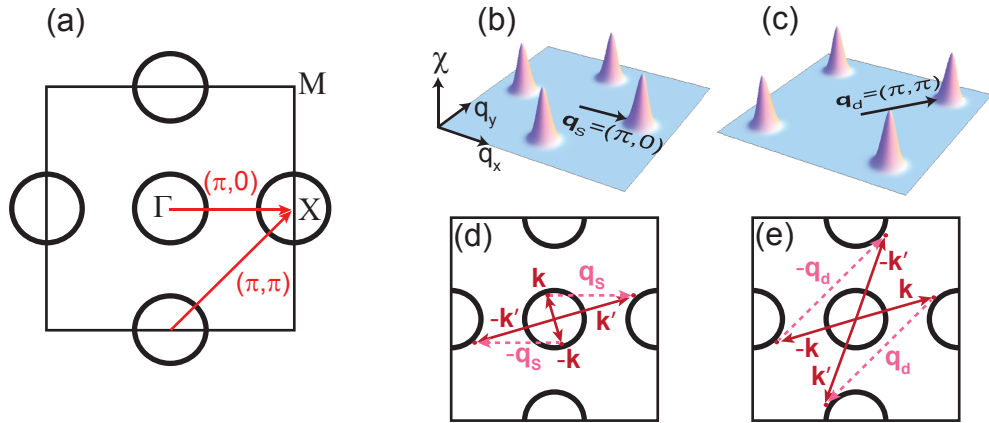 (a)
M
Γ
(π,0)
X
(π,π)
(b)
χ
q_y
q_x
q_s=(π,0)
(c)
q_d=(π,π)
(d)
k
q_s
-k′
k′
-q_s
-k
(e)
-q_d
-k′
k
-k
k′
q_d